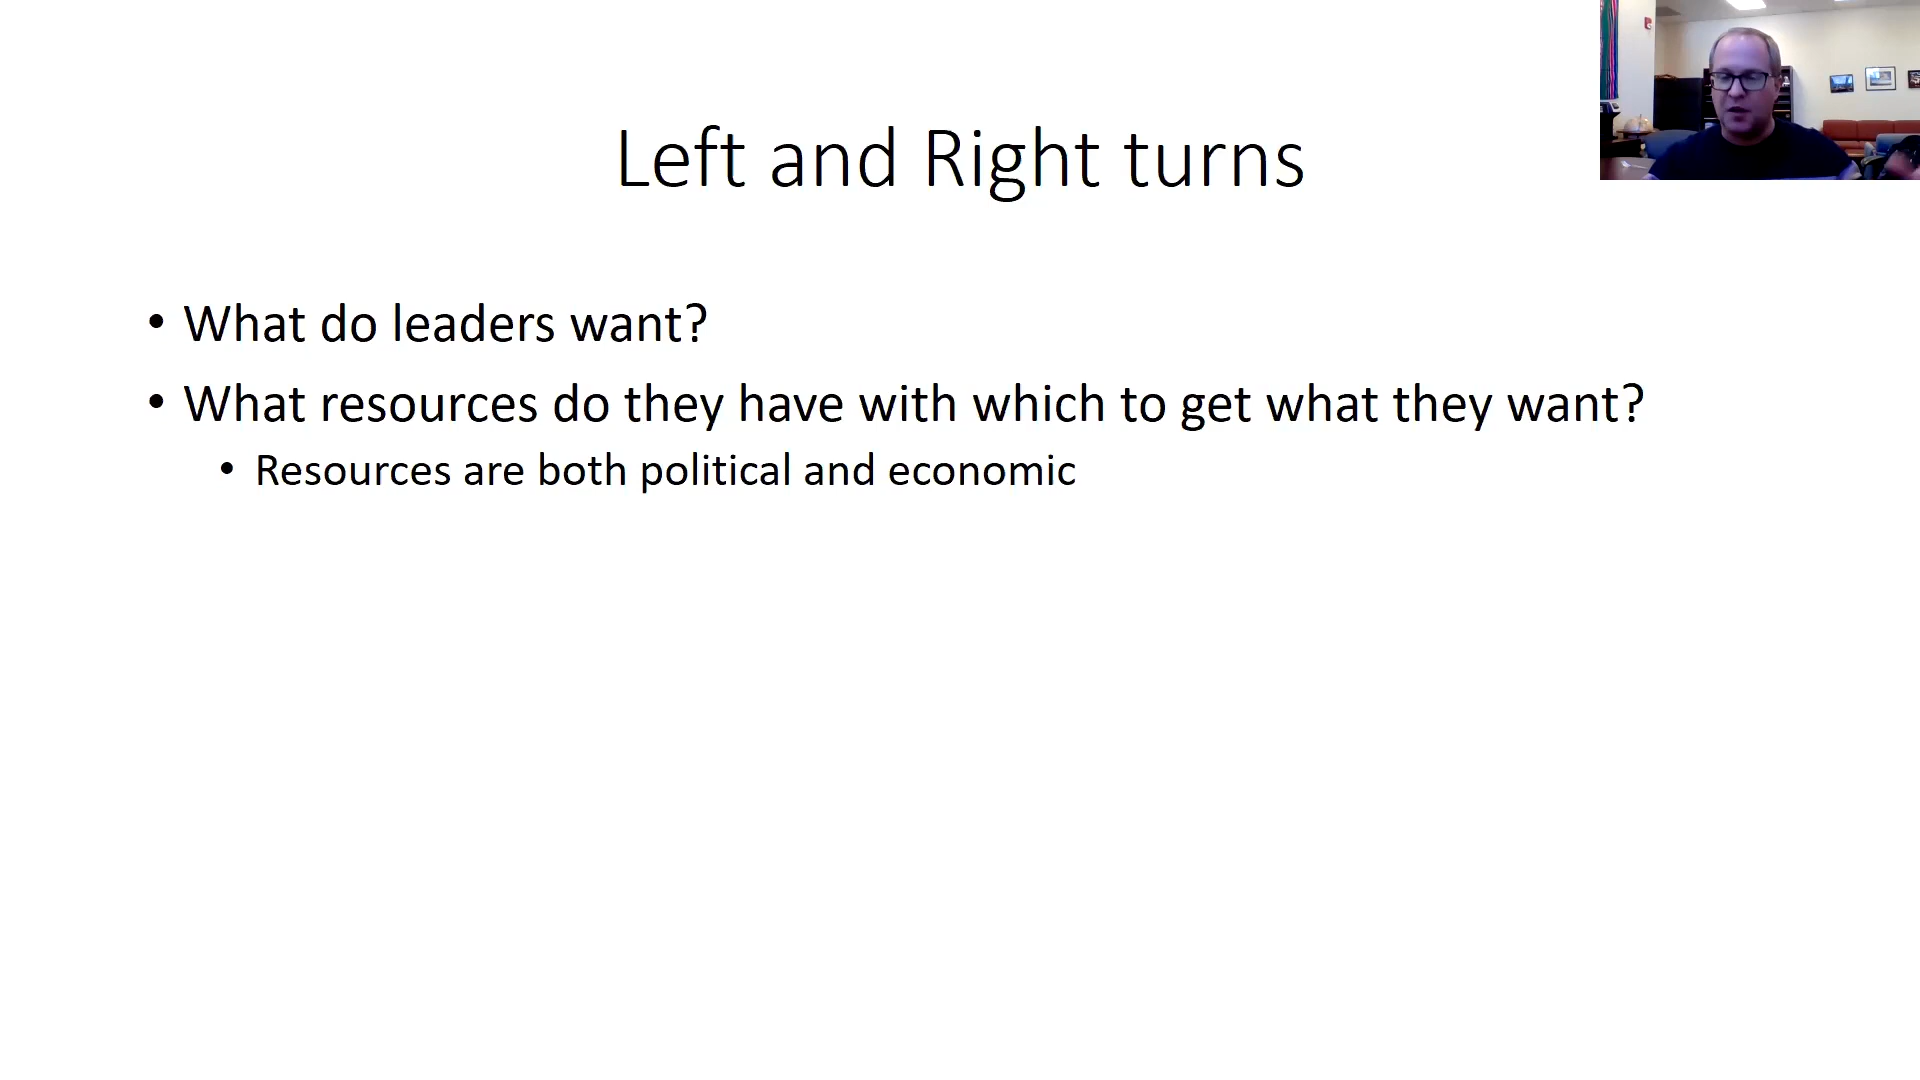 Left and Right turns
• What do leaders want?
• What resources do they have with which to get what they want?
• Resources are both political and economic